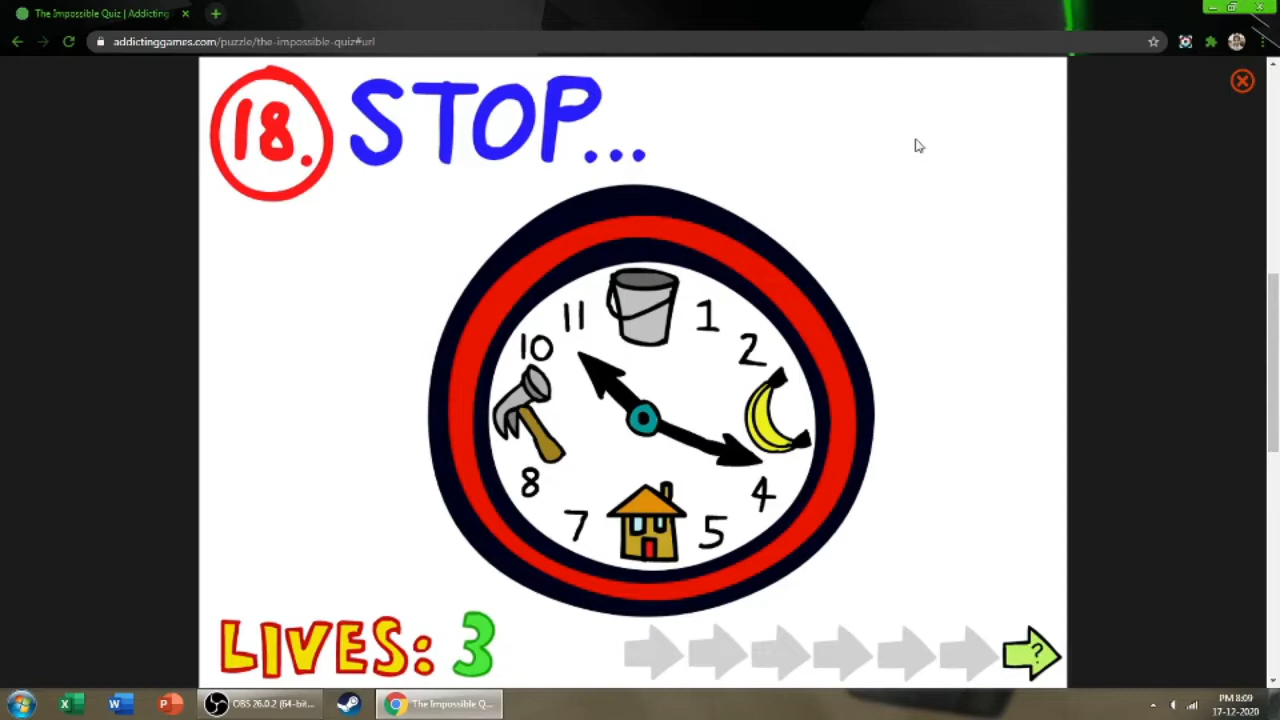 The Impossible Quiz | Addicting
addictinggames.com/puzzle/the-impossible-quiz#url
18. STOP...
11
1
10
2
8
4
7
5
LIVES: 3
?
OBS 26.0.2 (64-bit...
The Impossible Q...
PM 8:09
17-12-2020